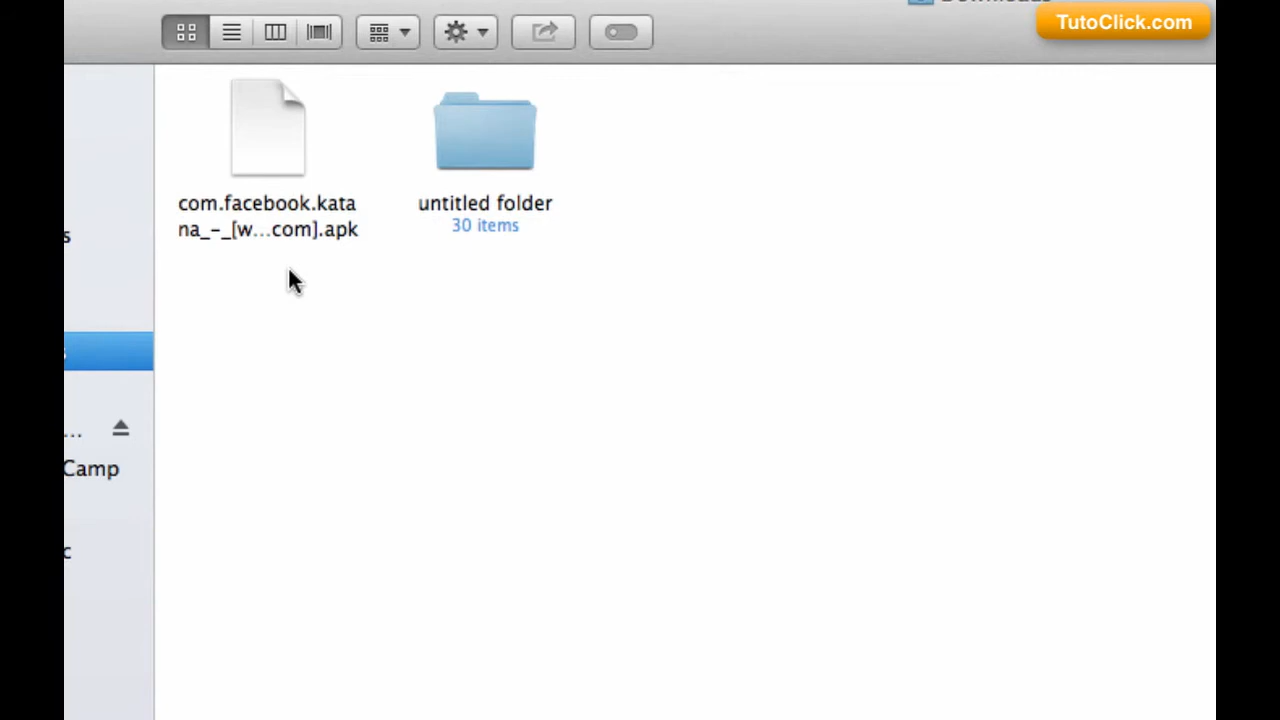 TutoClick.com
com.facebook.kata
na_-_[w...com].apk
untitled folder
30 items
s
...
Camp
c